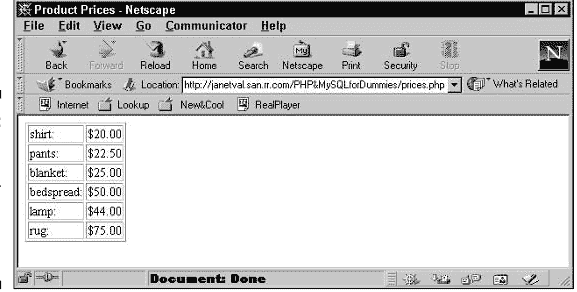 Product Prices - Netscape
File Edit View Go Communicator Help
My
N
Back Forward Reload Home Search Netscape Print Security Stop
Bookmarks Location: http://janetval.san.rr.com/PHP&MySQLforDummies/prices.php What's Related
Internet Lookup New&Cool RealPlayer
shirt: $20.00
pants: $22.50
blanket: $25.00
bedspread: $50.00
lamp: $44.00
rug: $75.00
Document: Done